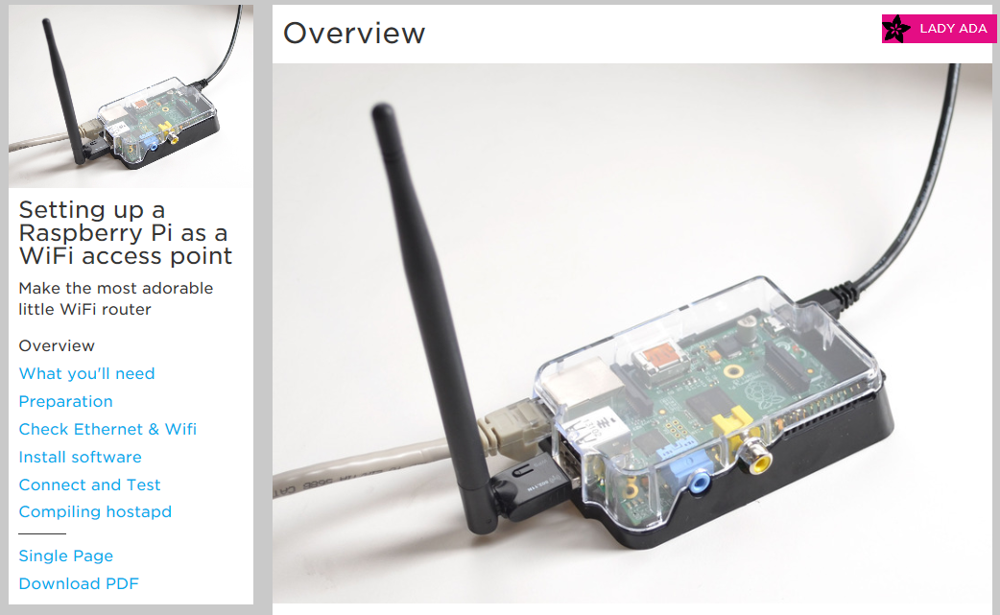 Setting up a
Raspberry Pi as a
WiFi access point
Make the most adorable
little WiFi router
Overview
What you'll need
Preparation
Check Ethernet & Wifi
Install software
Connect and Test
Compiling hostapd
Single Page
Download PDF
Overview
LADY ADA
802.11N